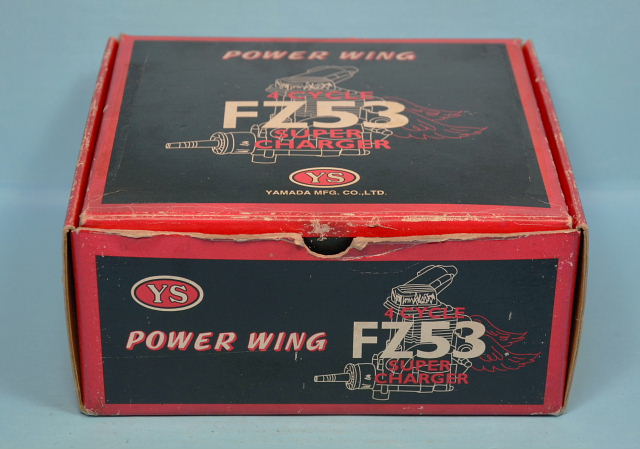 POWER WING
4 CYCLE
FZ53
SUPER
CHARGER
YS
YAMADA MFG. CO.,LTD.
YS
POWER WING
4 CYCLE
FZ53
SUPER
CHARGER